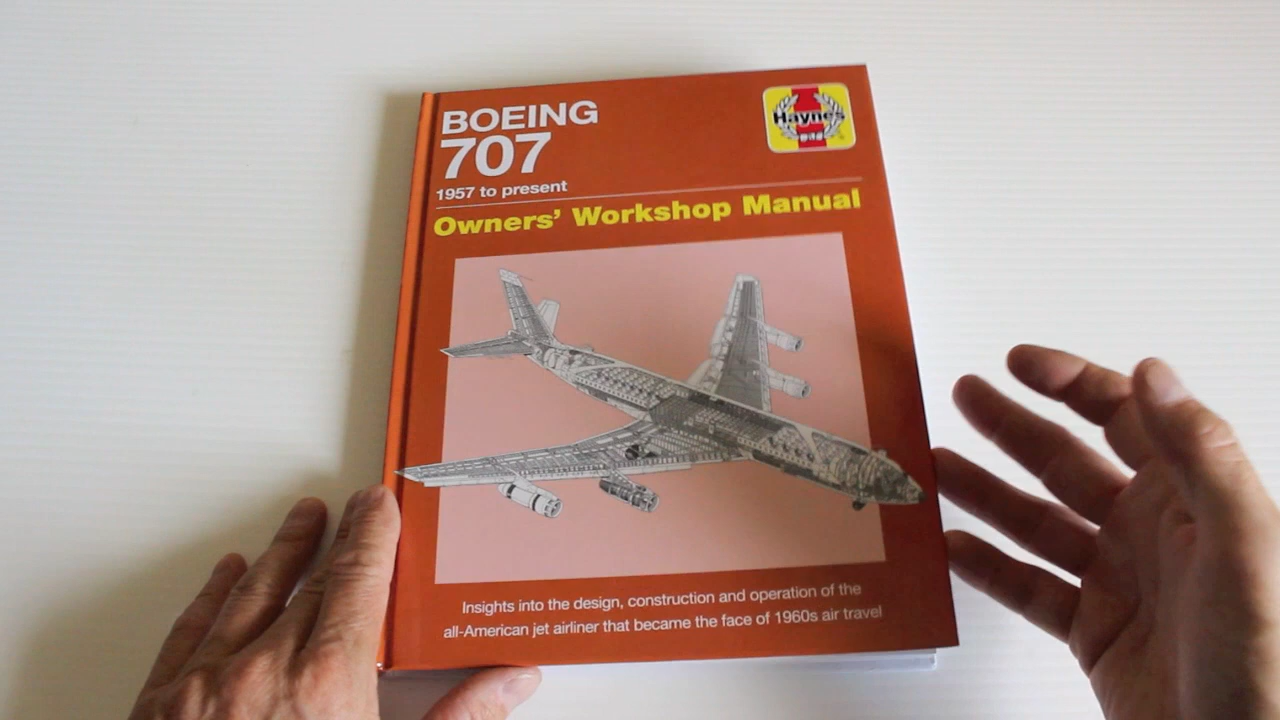 BOEING
707
1957 to present
Haynes
Owners' Workshop Manual
Insights into the design, construction and operation of the
all-American jet airliner that became the face of 1960s air travel